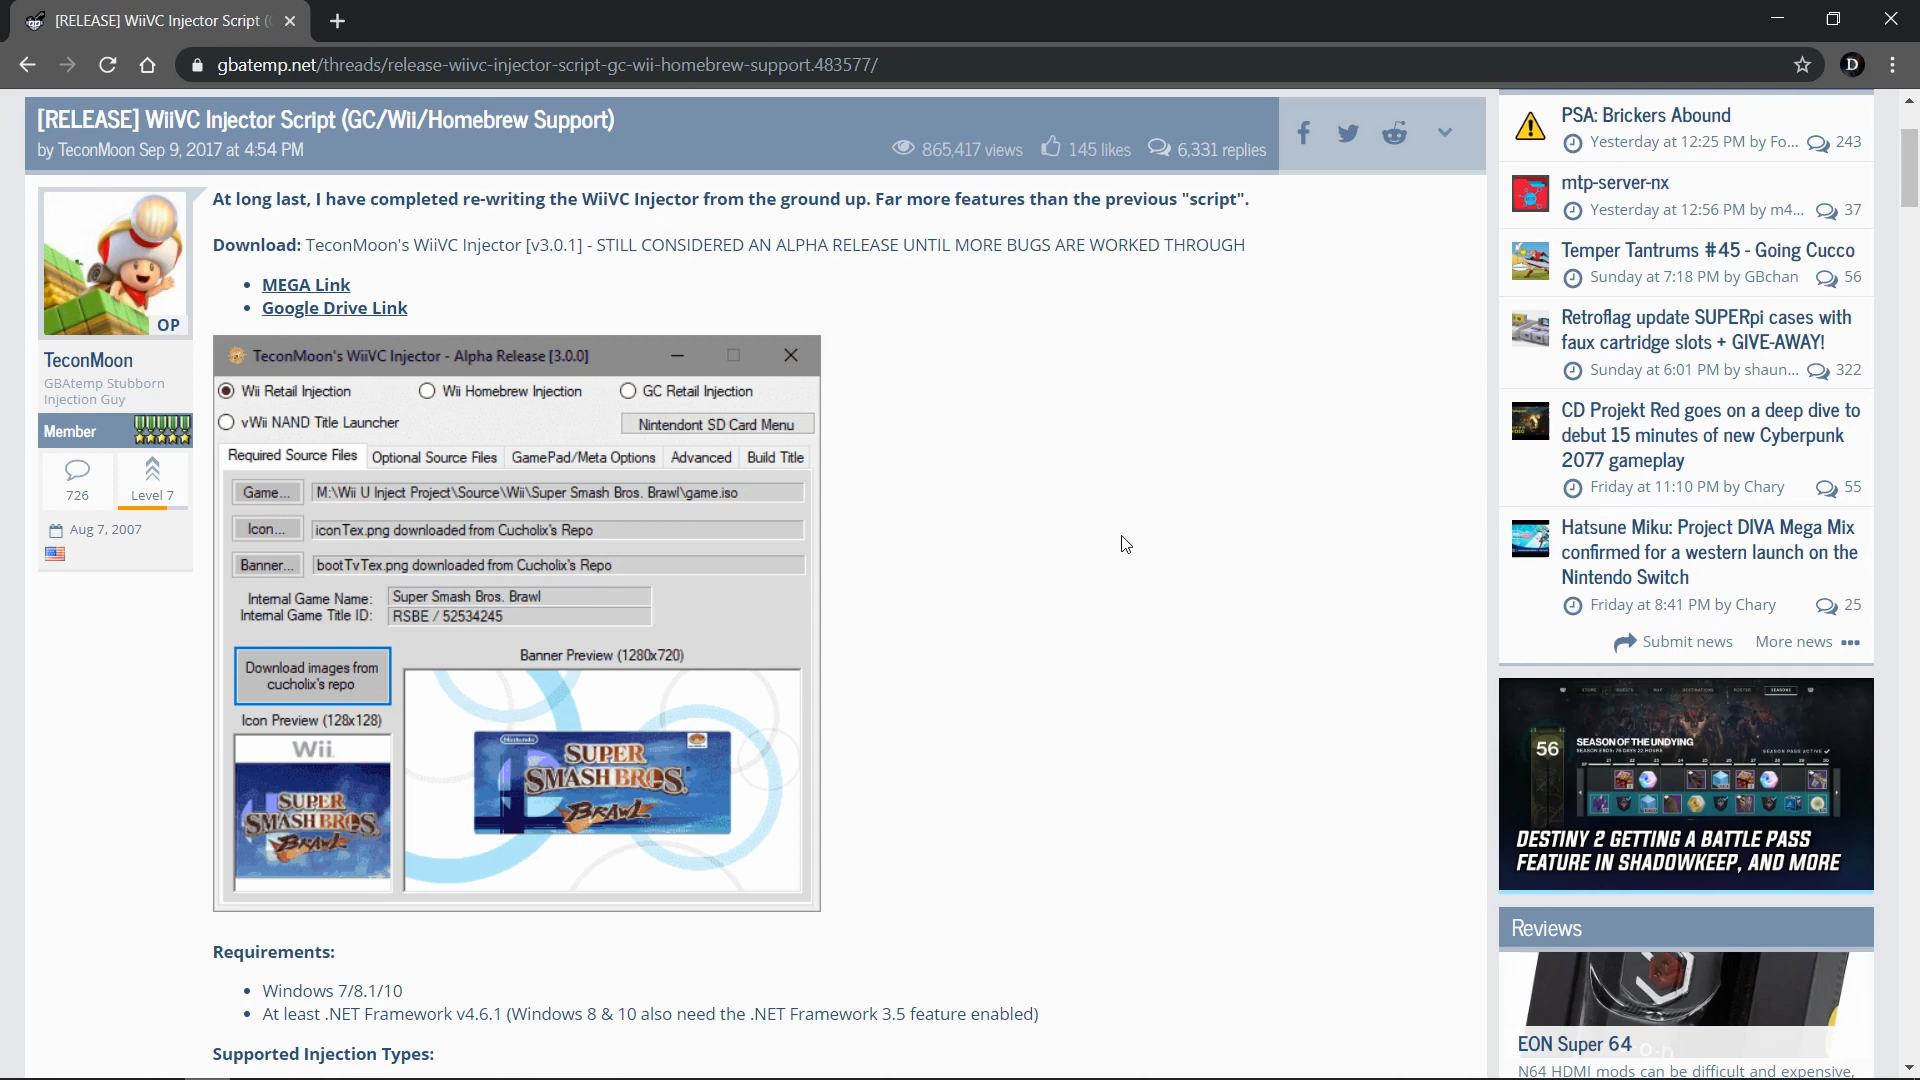 [RELEASE] WiiVC Injector Script (
gbatemp.net/threads/release-wiivc-injector-script-gc-wii-homebrew-support.483577/
D
[RELEASE] WiiVC Injector Script (GC/Wii/Homebrew Support)
by TeconMoon Sep 9, 2017 at 4:54 PM
865,417 views
145 likes
6,331 replies
OP
TeconMoon
GBAtemp Stubborn
Injection Guy
Member
726
Level 7
Aug 7, 2007
At long last, I have completed re-writing the WiiVC Injector from the ground up. Far more features than the previous "script".
Download: TeconMoon's WiiVC Injector [v3.0.1] - STILL CONSIDERED AN ALPHA RELEASE UNTIL MORE BUGS ARE WORKED THROUGH
• MEGA Link
• Google Drive Link
TeconMoon's WiiVC Injector - Alpha Release [3.0.0]
Wii Retail Injection
Wii Homebrew Injection
GC Retail Injection
vWii NAND Title Launcher
Nintendont SD Card Menu
Required Source Files
Optional Source Files
GamePad/Meta Options
Advanced
Build Title
Game...
M:\Wii U Inject Project\Source\Wii\Super Smash Bros. Brawl\game.iso
Icon...
iconTex.png downloaded from Cucholix's Repo
Banner...
bootTvTex.png downloaded from Cucholix's Repo
Internal Game Name:
Super Smash Bros. Brawl
Internal Game Title ID:
RSBE / 52534245
Download images from
cucholix's repo
Banner Preview (1280x720)
Icon Preview (128x128)
Wii
SUPER
SMASH BROS.
BRAWL
Nintendo
SUPER
SMASH BROS.
BRAWL
Requirements:
• Windows 7/8.1/10
• At least .NET Framework v4.6.1 (Windows 8 & 10 also need the .NET Framework 3.5 feature enabled)
Supported Injection Types:
PSA: Brickers Abound
Yesterday at 12:25 PM by Fo... 243
mtp-server-nx
Yesterday at 12:56 PM by m4... 37
Temper Tantrums #45 - Going Cucco
Sunday at 7:18 PM by GBchan 56
Retroflag update SUPERpi cases with
faux cartridge slots + GIVE-AWAY!
Sunday at 6:01 PM by shaun... 322
CD Projekt Red goes on a deep dive to
debut 15 minutes of new Cyberpunk
2077 gameplay
Friday at 11:10 PM by Chary 55
Hatsune Miku: Project DIVA Mega Mix
confirmed for a western launch on the
Nintendo Switch
Friday at 8:41 PM by Chary 25
Submit news
More news
56
SEASON OF THE UNDYING
DESTINY 2 GETTING A BATTLE PASS
FEATURE IN SHADOWKEEP, AND MORE
Reviews
EON Super 64
N64 HDMI mods can be difficult and expensive,